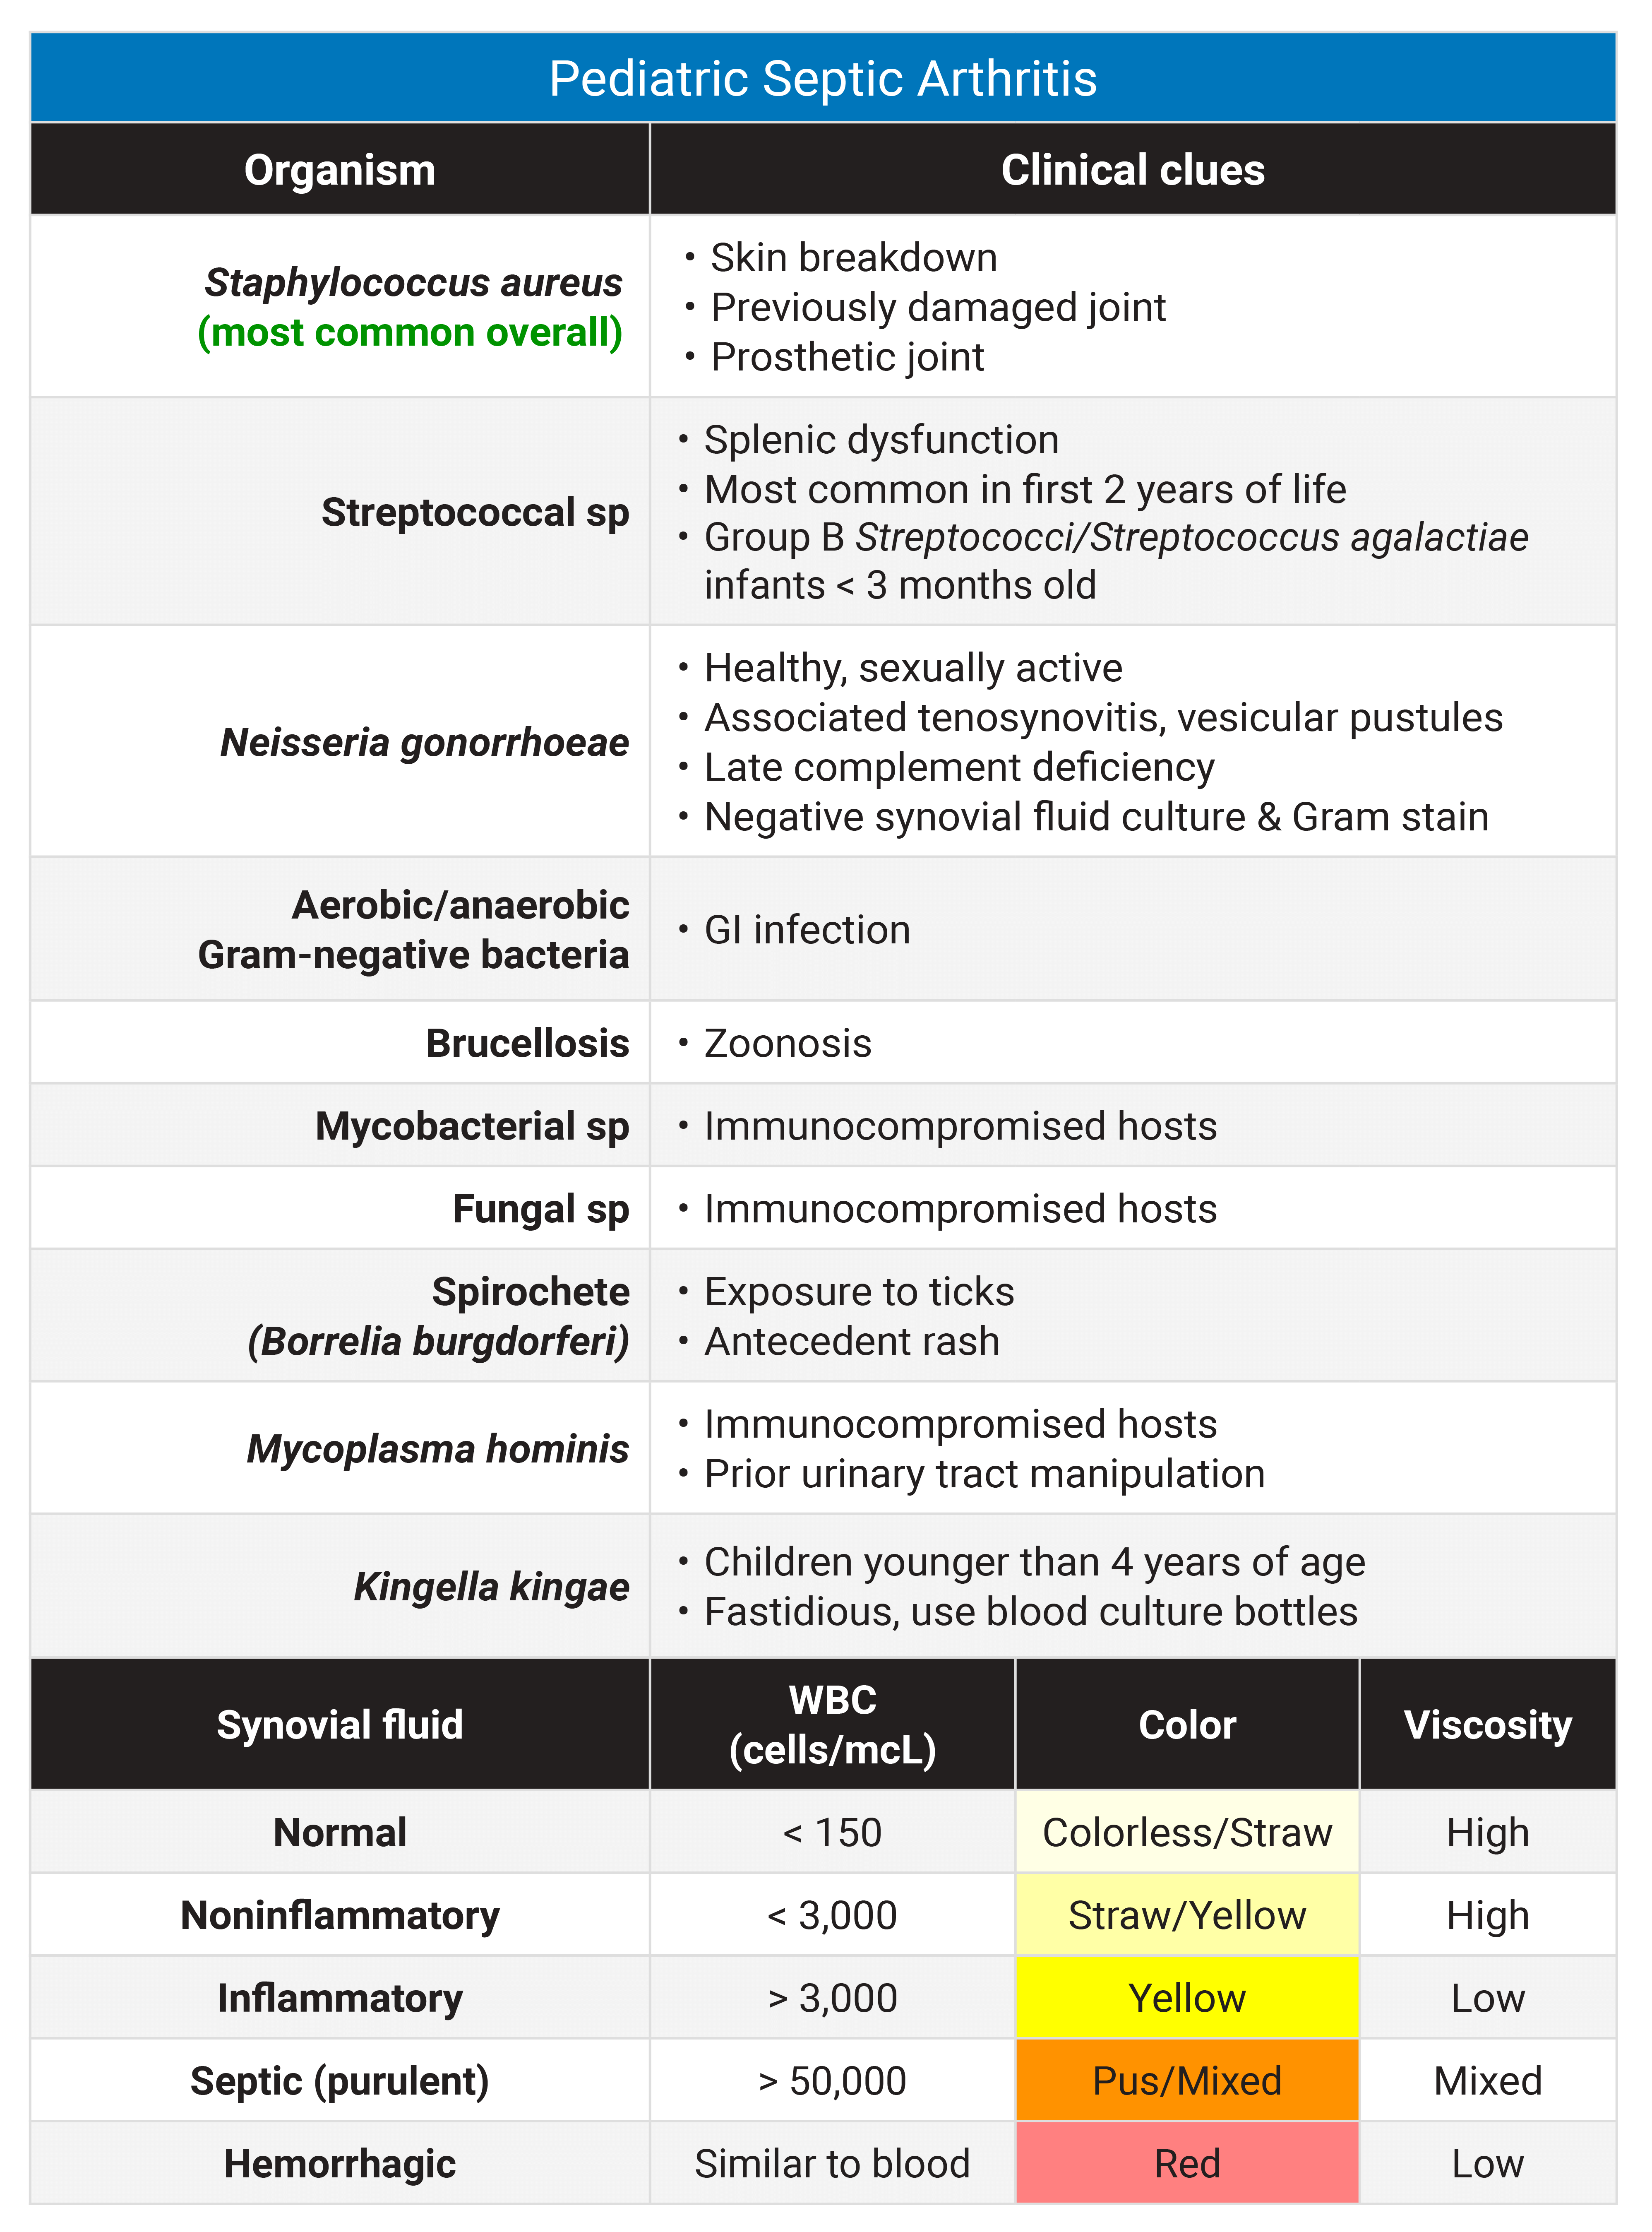 Pediatric Septic Arthritis
Organism
Clinical clues
Staphylococcus aureus
(most common overall)
• Skin breakdown
• Previously damaged joint
• Prosthetic joint
Streptococcal sp
• Splenic dysfunction
• Most common in first 2 years of life
• Group B Streptococci/Streptococcus agalactiae
infants < 3 months old
Neisseria gonorrhoeae
• Healthy, sexually active
• Associated tenosynovitis, vesicular pustules
• Late complement deficiency
• Negative synovial fluid culture & Gram stain
Aerobic/anaerobic
Gram-negative bacteria
• GI infection
Brucellosis
• Zoonosis
Mycobacterial sp
• Immunocompromised hosts
Fungal sp
• Immunocompromised hosts
Spirochete
(Borrelia burgdorferi)
• Exposure to ticks
• Antecedent rash
Mycoplasma hominis
• Immunocompromised hosts
• Prior urinary tract manipulation
Kingella kingae
• Children younger than 4 years of age
• Fastidious, use blood culture bottles
Synovial fluid
WBC
(cells/mcL)
Color
Viscosity
Normal
< 150
Colorless/Straw
High
Noninflammatory
< 3,000
Straw/Yellow
High
Inflammatory
> 3,000
Yellow
Low
Septic (purulent)
> 50,000
Pus/Mixed
Mixed
Hemorrhagic
Similar to blood
Red
Low